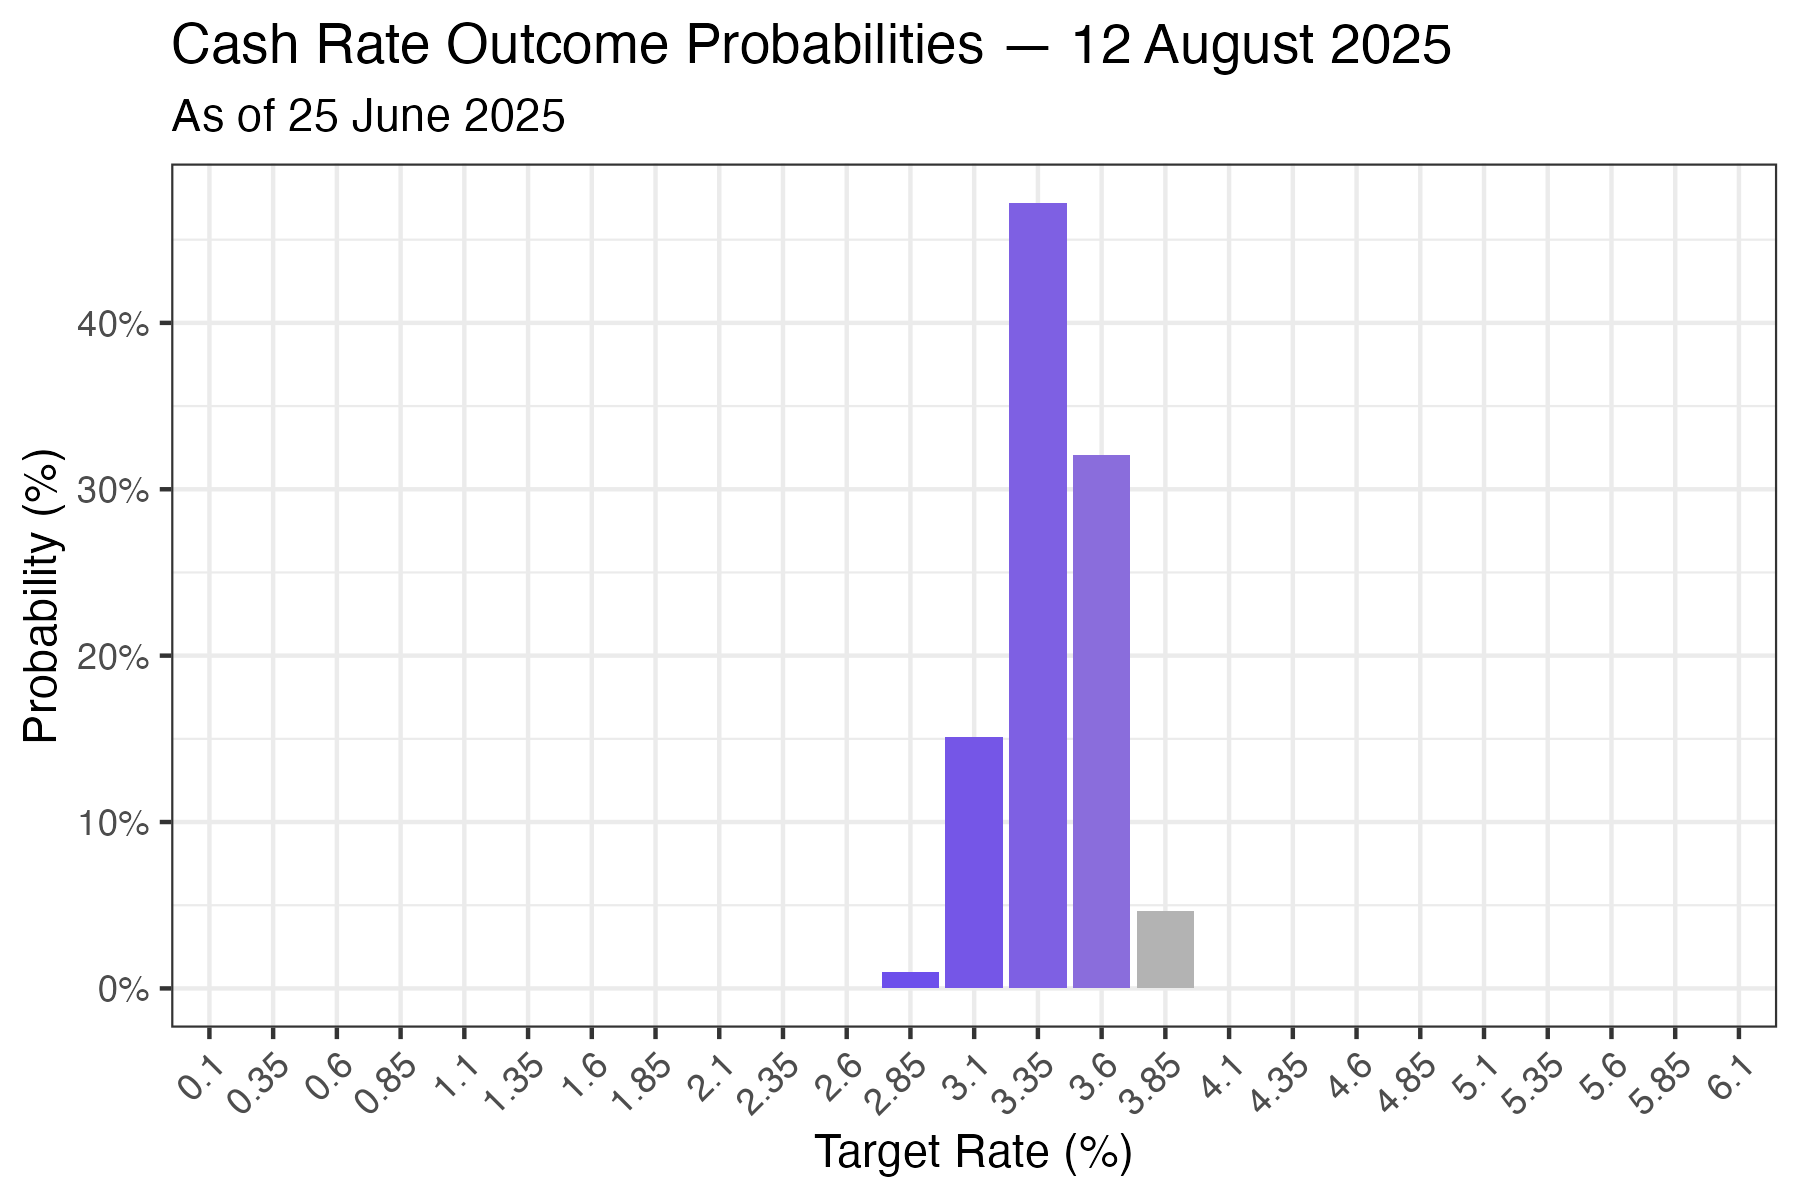 Cash Rate Outcome Probabilities — 12 August 2025
As of 25 June 2025
Probability (%)
40%
30%
20%
10%
0%
0.1 0.35 0.6 0.85 1.1 1.35 1.6 1.85 2.1 2.35 2.6 2.85 3.1 3.35 3.6 3.85 4.1 4.35 4.6 4.85 5.1 5.35 5.6 5.85 6.1
Target Rate (%)